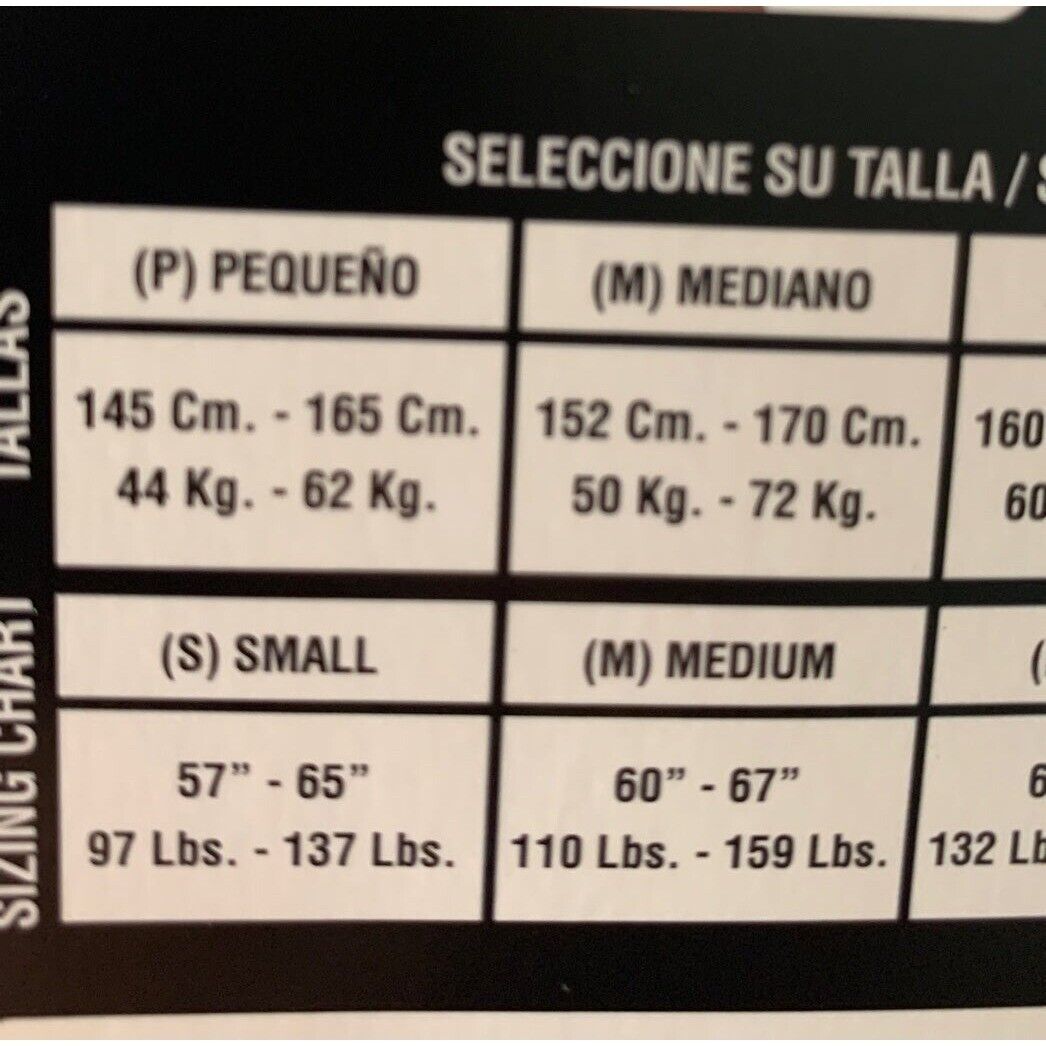 SELECCIONE SU TALLA /
TALLAS
(P) PEQUEÑO
(M) MEDIANO
145 Cm. - 165 Cm.
44 Kg. - 62 Kg.
152 Cm. - 170 Cm.
50 Kg. - 72 Kg.
160
60
SIZING CHART
(S) SMALL
(M) MEDIUM
57” - 65”
97 Lbs. - 137 Lbs.
60” - 67”
110 Lbs. - 159 Lbs.
6
132 Lb